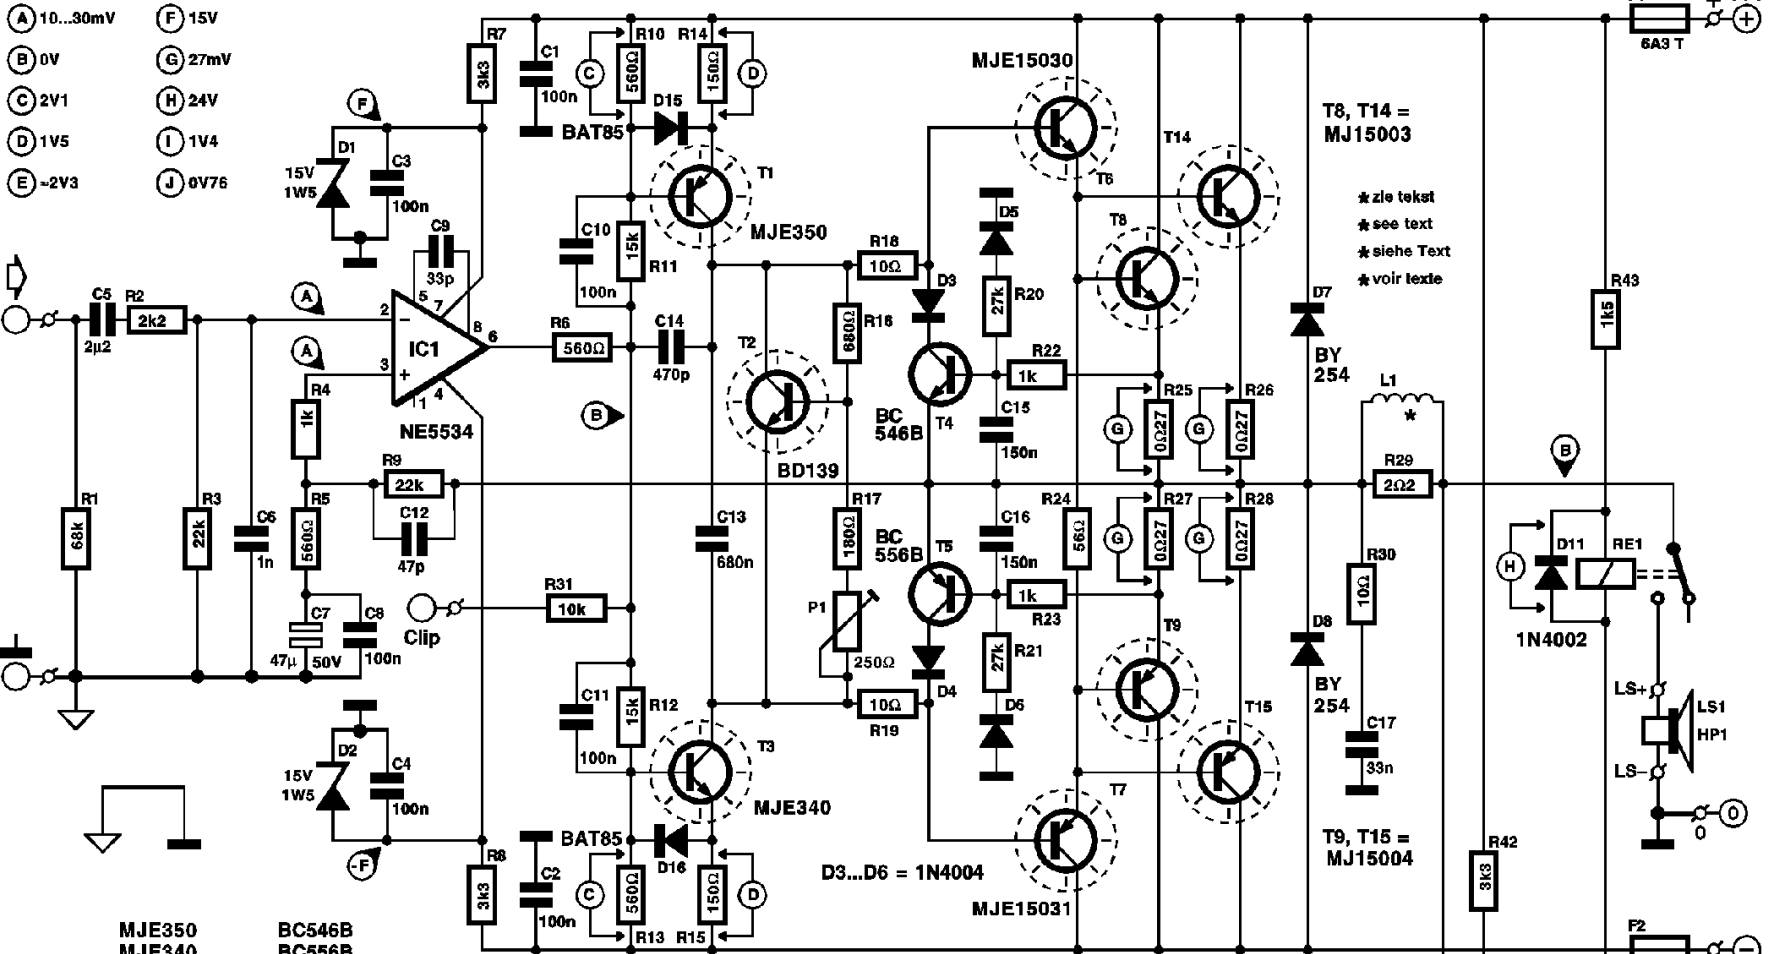 A 10...30mV
F 15V
B 0V
G 27mV
C 2V1
H 24V
D 1V5
I 1V4
E ≈2V3
J 0V76
R7
3k3
C1
100n
R10
560Ω
R14
150Ω
C
D
D15
BAT85
F
D1
15V
1W5
C3
100n
C9
33p
T1
MJE350
C10
100n
15k
R11
MJE15030
T6
T14
T8
T8, T14 =
MJ15003
* zie tekst
* see text
* siehe Text
* voir texte
6A3 T
+
C5
2µ2
R2
2k2
A
A
2
3
5
7
8
6
4
1
−
+
IC1
NE5534
R4
1k
R6
560Ω
C14
470p
T2
BD139
B
R18
10Ω
R16
680Ω
D3
D5
R20
27k
R22
1k
T4
BC
546B
C15
150n
R25
0Ω27
R26
0Ω27
G
G
D7
BY
254
L1
*
R43
1k5
R29
2Ω2
B
R1
68k
R3
22k
C6
1n
R9
22k
C12
47p
R5
560Ω
C7
47µ
50V
C8
100n
R31
10k
Clip
C13
680n
R17
180Ω
P1
250Ω
BC
556B
T5
C16
150n
R24
56Ω
R27
0Ω27
R28
0Ω27
G
G
1k
R23
R21
27k
D4
D6
R19
10Ω
T9
T15
T7
MJE15031
D8
BY
254
R30
10Ω
C17
33n
H
D11
1N4002
RE1
LS+
LS−
LS1
HP1
0
0
C11
100n
R12
15k
T3
MJE340
D2
15V
1W5
C4
100n
-F
R8
3k3
C2
100n
BAT85
D16
C
D
560Ω
R13
150Ω
R15
D3...D6 = 1N4004
T9, T15 =
MJ15004
R42
3k3
F2
−
MJE350
BC546B
MJE340
BC556B